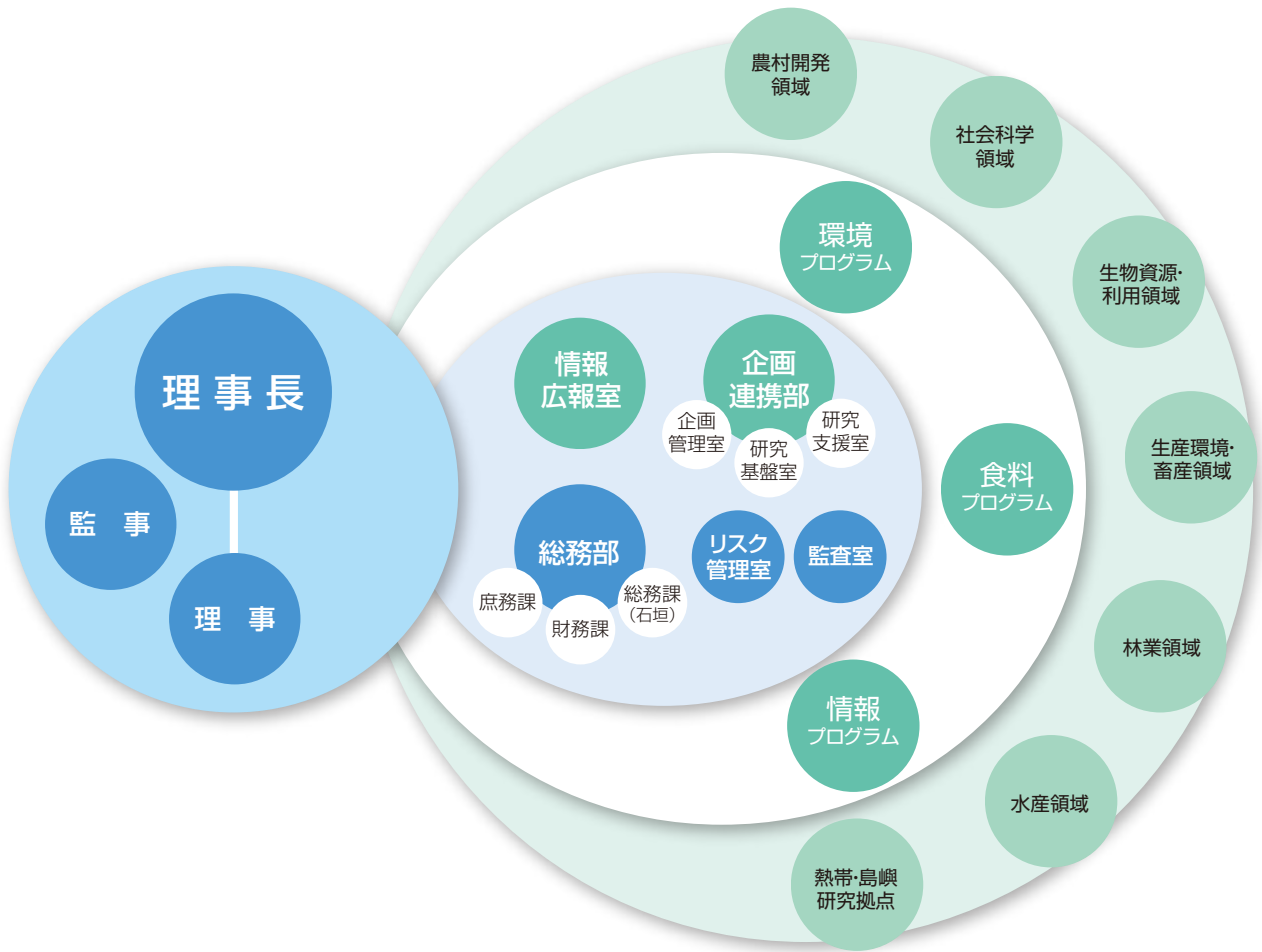 理事長
監 事
理 事
情報
広報室
企画
連携部
企画
管理室
研究
基盤室
研究
支援室
総務部
庶務課
財務課
総務課
(石垣)
リスク
管理室
監査室
環境
プログラム
食料
プログラム
情報
プログラム
農村開発
領域
社会科学
領域
生物資源・
利用領域
生産環境・
畜産領域
林業領域
水産領域
熱帯・島嶼
研究拠点